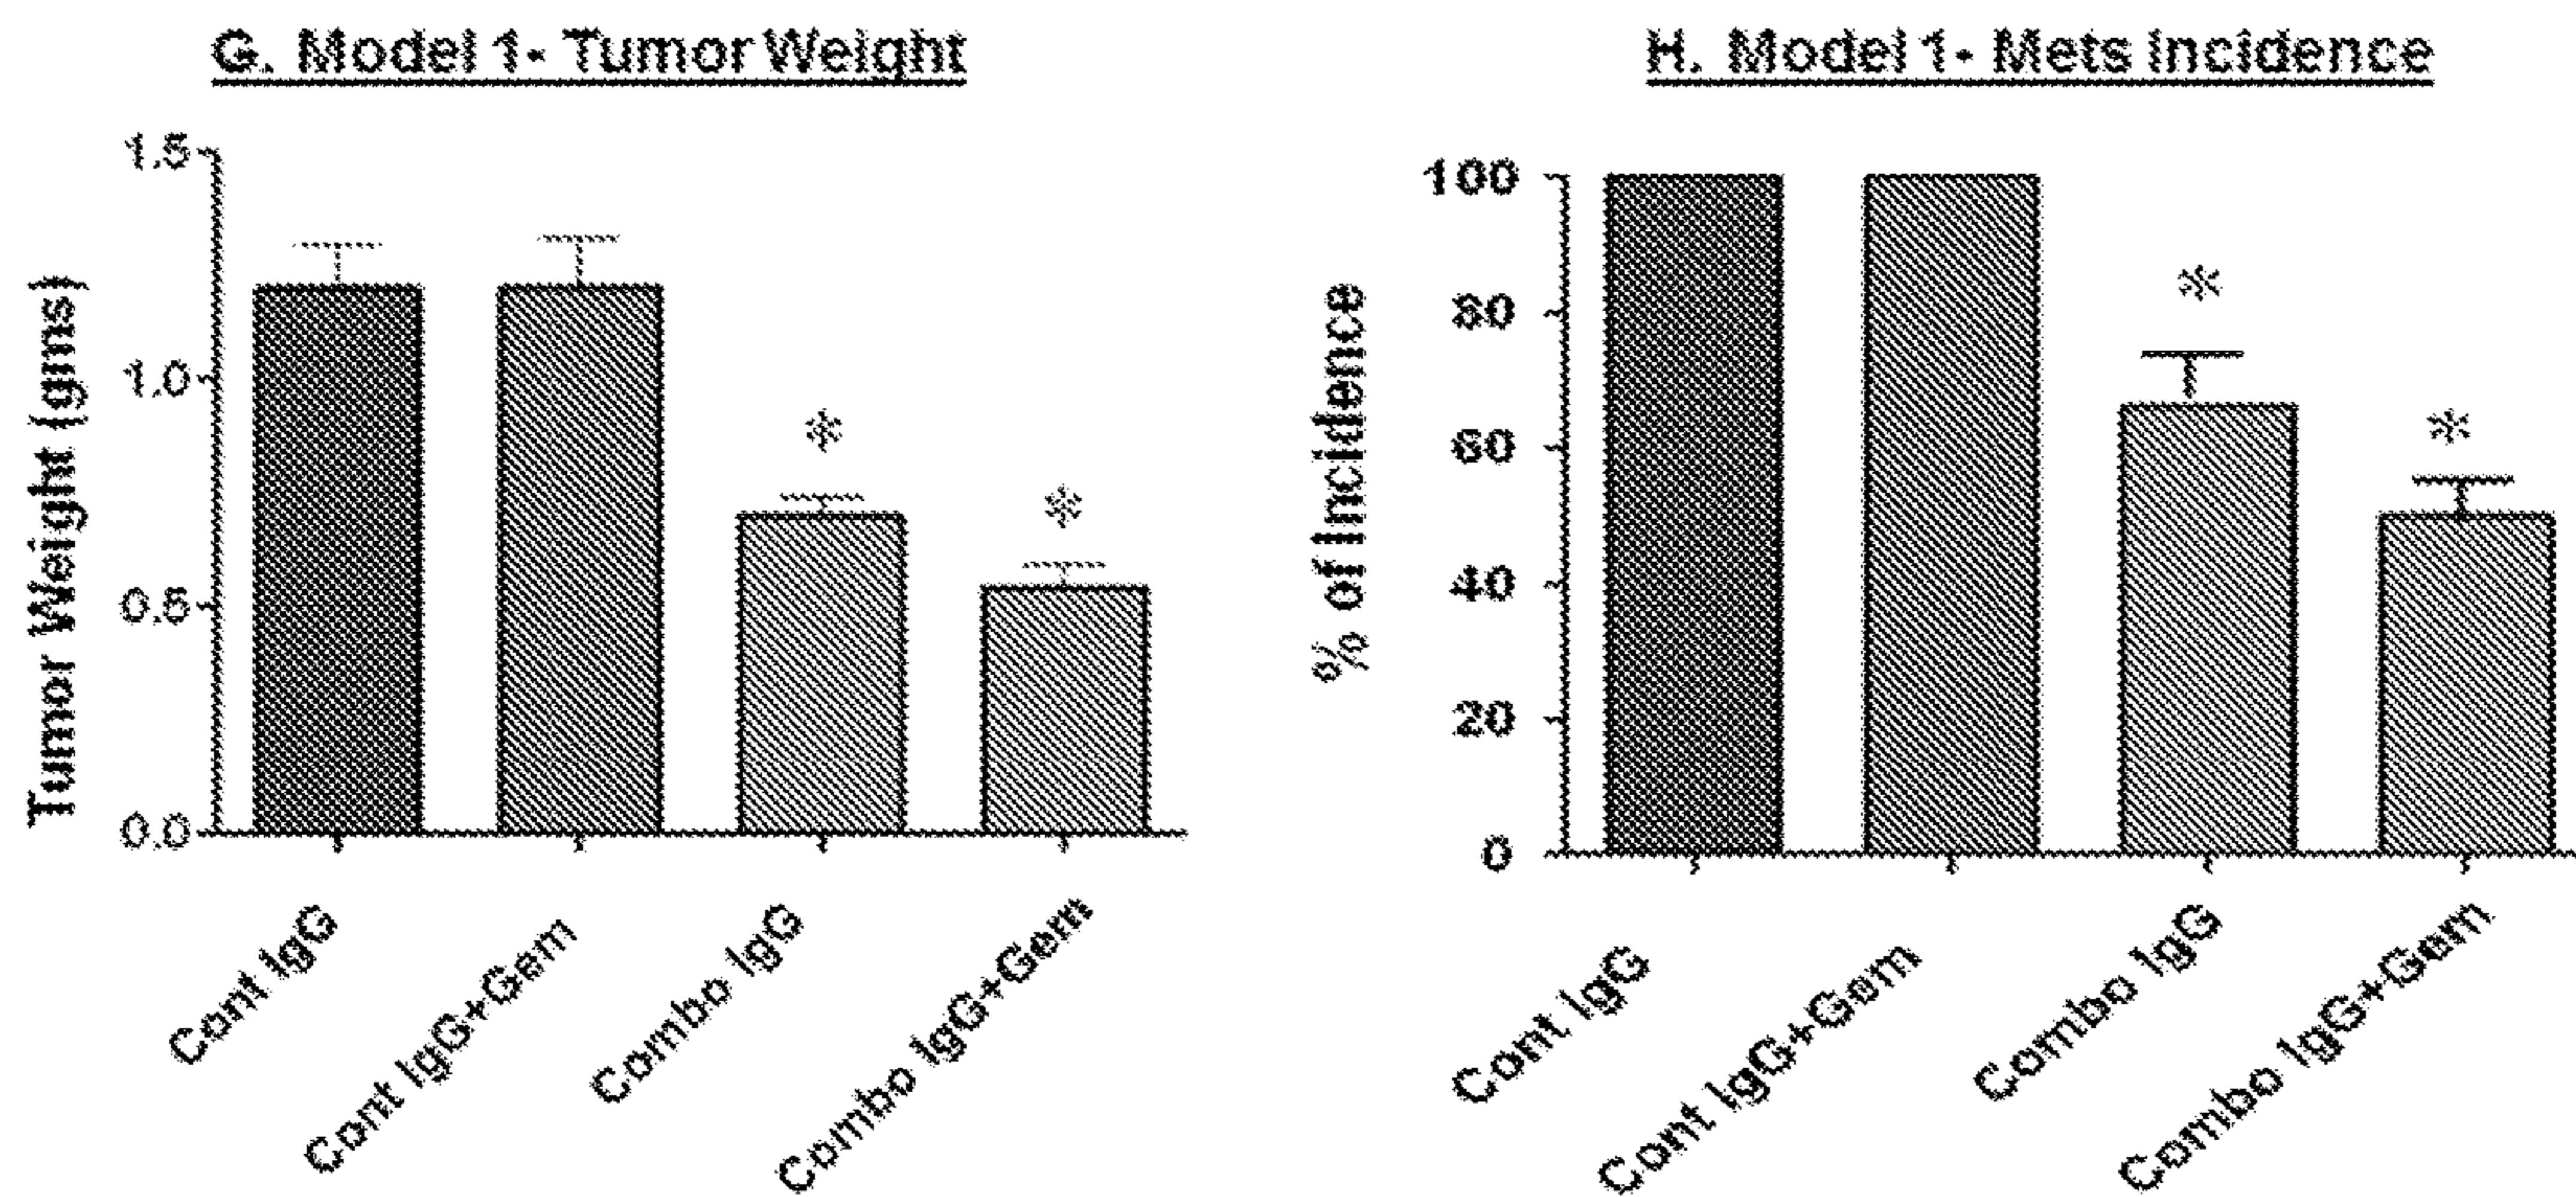 G. Model 1- Tumor Weight
Tumor Weight (gms)
1.5
1.0
0.5
0.0
*
*
Cont IgG
Cont IgG+Gem
Combo IgG
Combo IgG+Gem
H. Model 1- Mets Incidence
% of Incidence
100
80
60
40
20
0
*
*
Cont IgG
Cont IgG+Gem
Combo IgG
Combo IgG+Gem